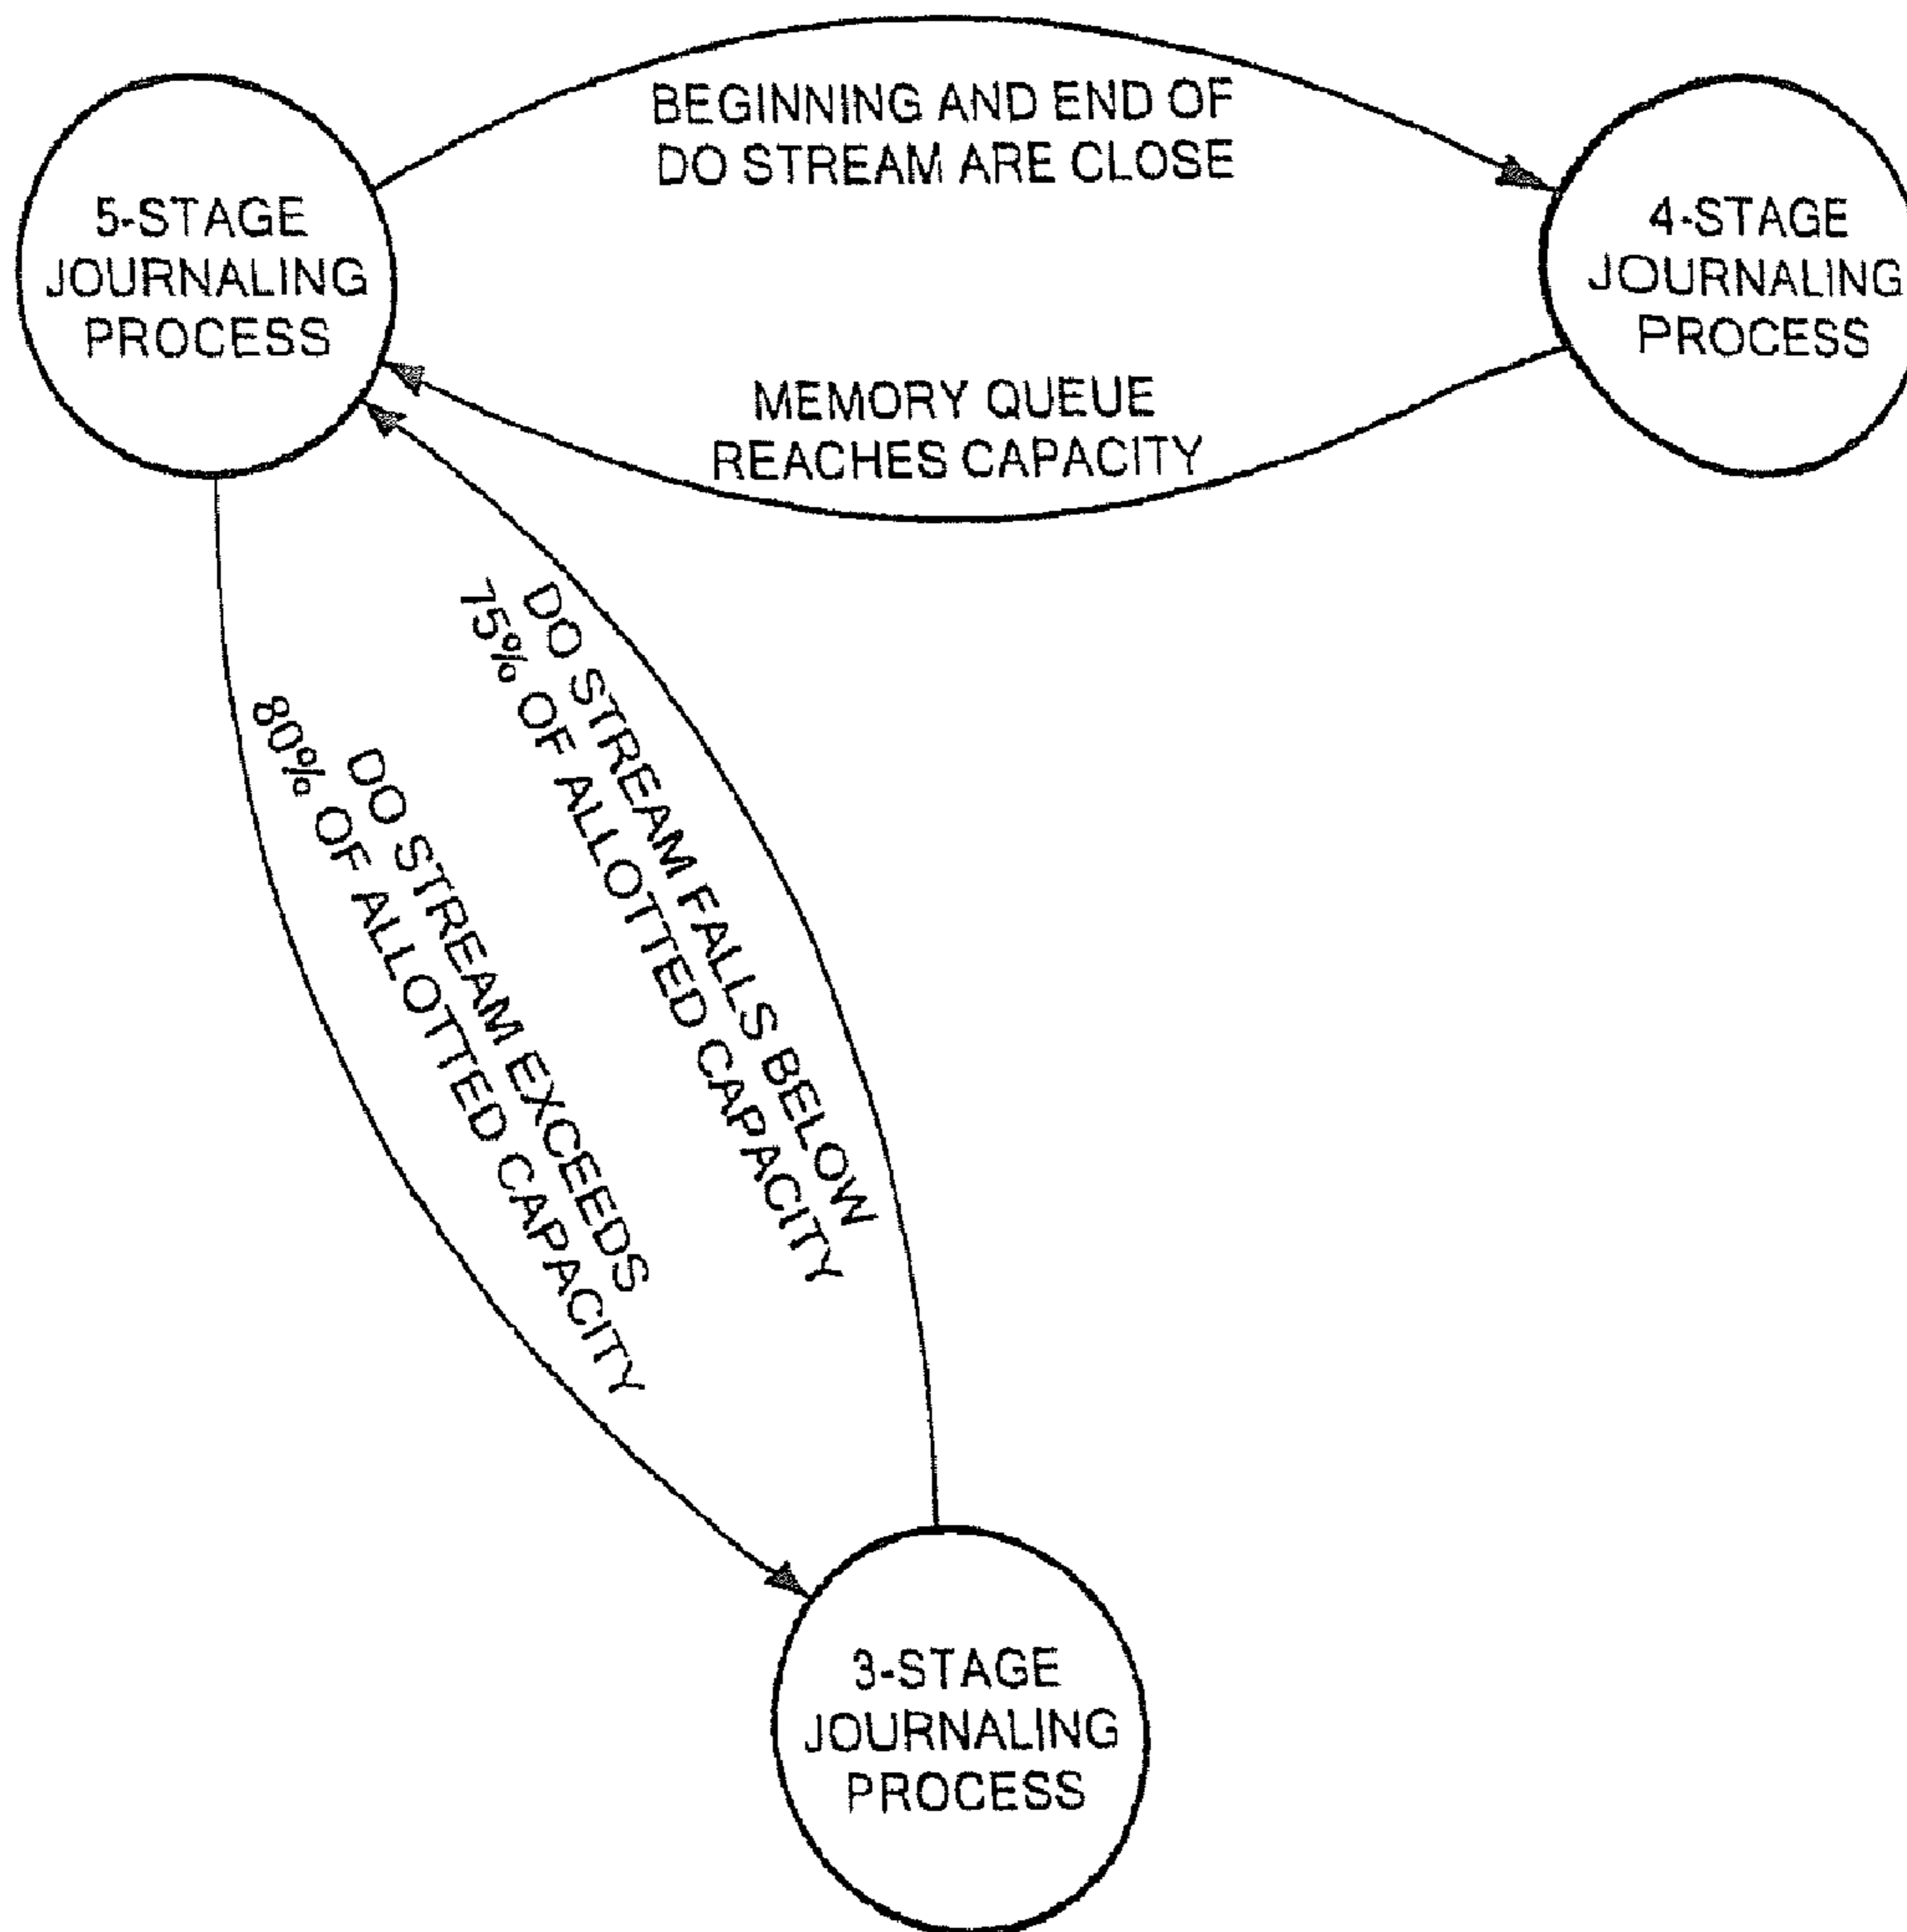 BEGINNING AND END OF
DO STREAM ARE CLOSE
5-STAGE
JOURNALING
PROCESS
4-STAGE
JOURNALING
PROCESS
MEMORY QUEUE
REACHES CAPACITY
DO STREAM FALLS BELOW
75% OF ALLOTTED CAPACITY
DO STREAM EXCEEDS
80% OF ALLOTTED CAPACITY
3-STAGE
JOURNALING
PROCESS